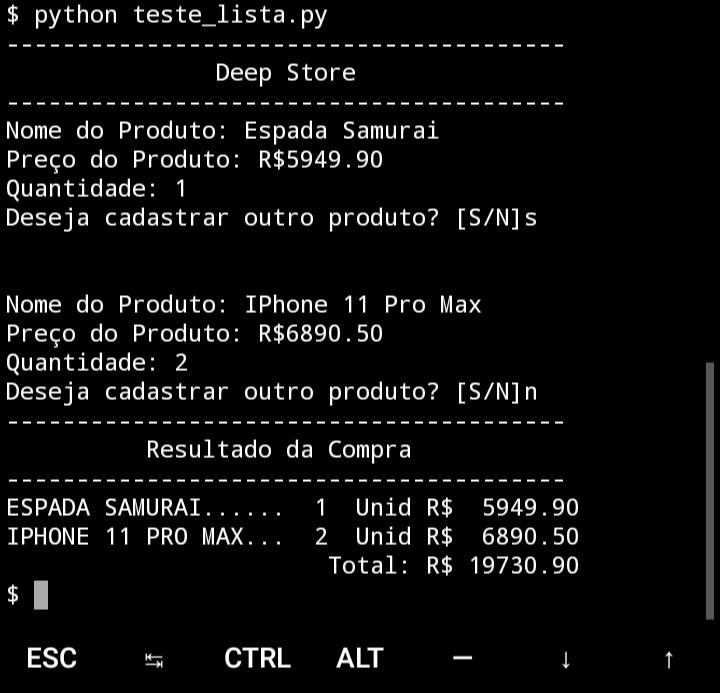 $ python teste_lista.py
----------------------------------------
Deep Store
----------------------------------------
Nome do Produto: Espada Samurai
Preço do Produto: R$5949.90
Quantidade: 1
Deseja cadastrar outro produto? [S/N]s
Nome do Produto: IPhone 11 Pro Max
Preço do Produto: R$6890.50
Quantidade: 2
Deseja cadastrar outro produto? [S/N]n
----------------------------------------
Resultado da Compra
----------------------------------------
ESPADA SAMURAI......  1  Unid R$  5949.90
IPHONE 11 PRO MAX...  2  Unid R$  6890.50
Total: R$ 19730.90
$
ESC ↹ CTRL ALT — ↓ ↑